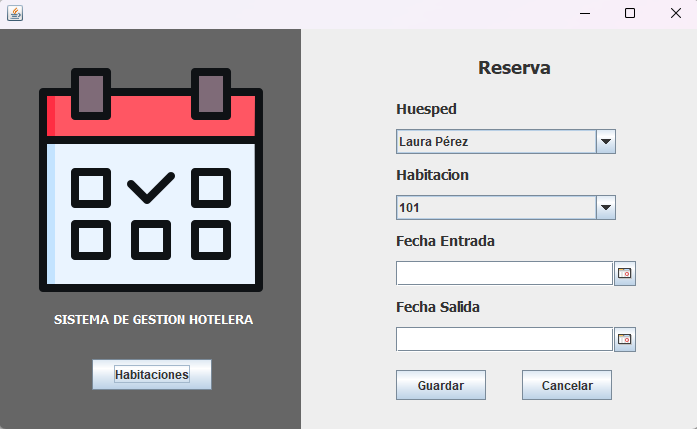 SISTEMA DE GESTION HOTELERA
Habitaciones
Reserva
Huesped
Laura Pérez
Habitacion
101
Fecha Entrada
Fecha Salida
Guardar
Cancelar